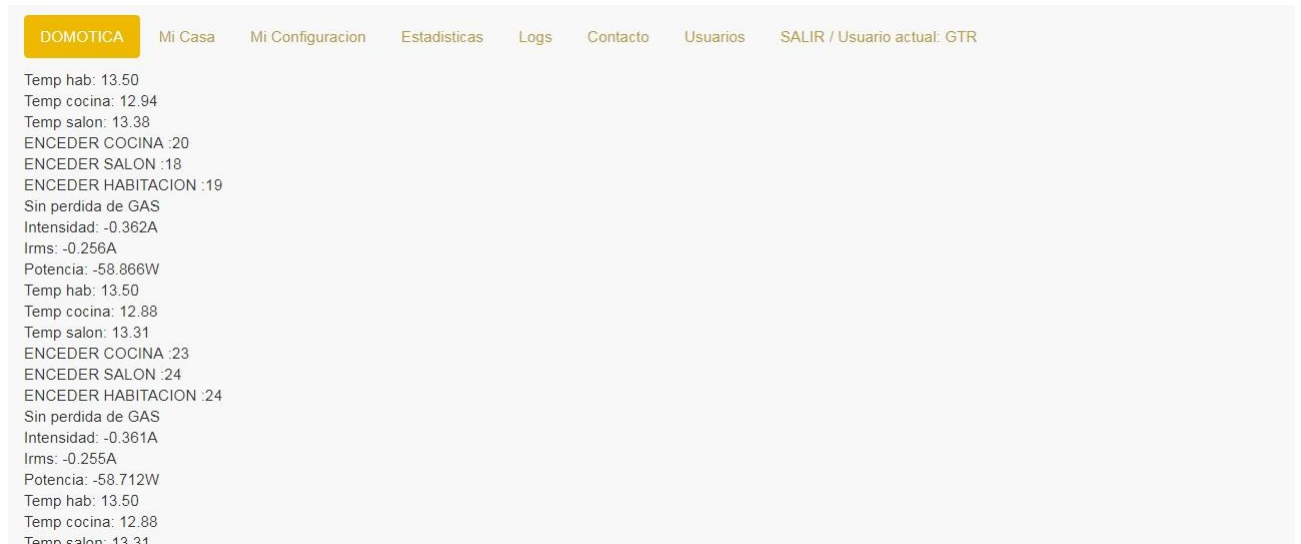 DOMOTICA Mi Casa Mi Configuracion Estadisticas Logs Contacto Usuarios SALIR / Usuario actual: GTR
Temp hab: 13.50
Temp cocina: 12.94
Temp salon: 13.38
ENCEDER COCINA :20
ENCEDER SALON :18
ENCEDER HABITACION :19
Sin perdida de GAS
Intensidad: -0.362A
Irms: -0.256A
Potencia: -58.866W
Temp hab: 13.50
Temp cocina: 12.88
Temp salon: 13.31
ENCEDER COCINA :23
ENCEDER SALON :24
ENCEDER HABITACION :24
Sin perdida de GAS
Intensidad: -0.361A
Irms: -0.255A
Potencia: -58.712W
Temp hab: 13.50
Temp cocina: 12.88
Temp salon: 13.31